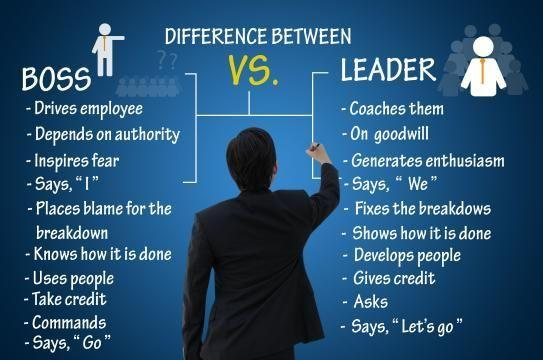 DIFFERENCE BETWEEN
VS.
??
BOSS
- Drives employee
- Depends on authority
- Inspires fear
- Says, “ I ”
- Places blame for the
breakdown
- Knows how it is done
- Uses people
- Take credit
- Commands
- Says, “ Go ”
LEADER
- Coaches them
- On goodwill
- Generates enthusiasm
- Says, “ We ”
- Fixes the breakdows
- Shows how it is done
- Develops people
- Gives credit
- Asks
- Says, “ Let’s go ”